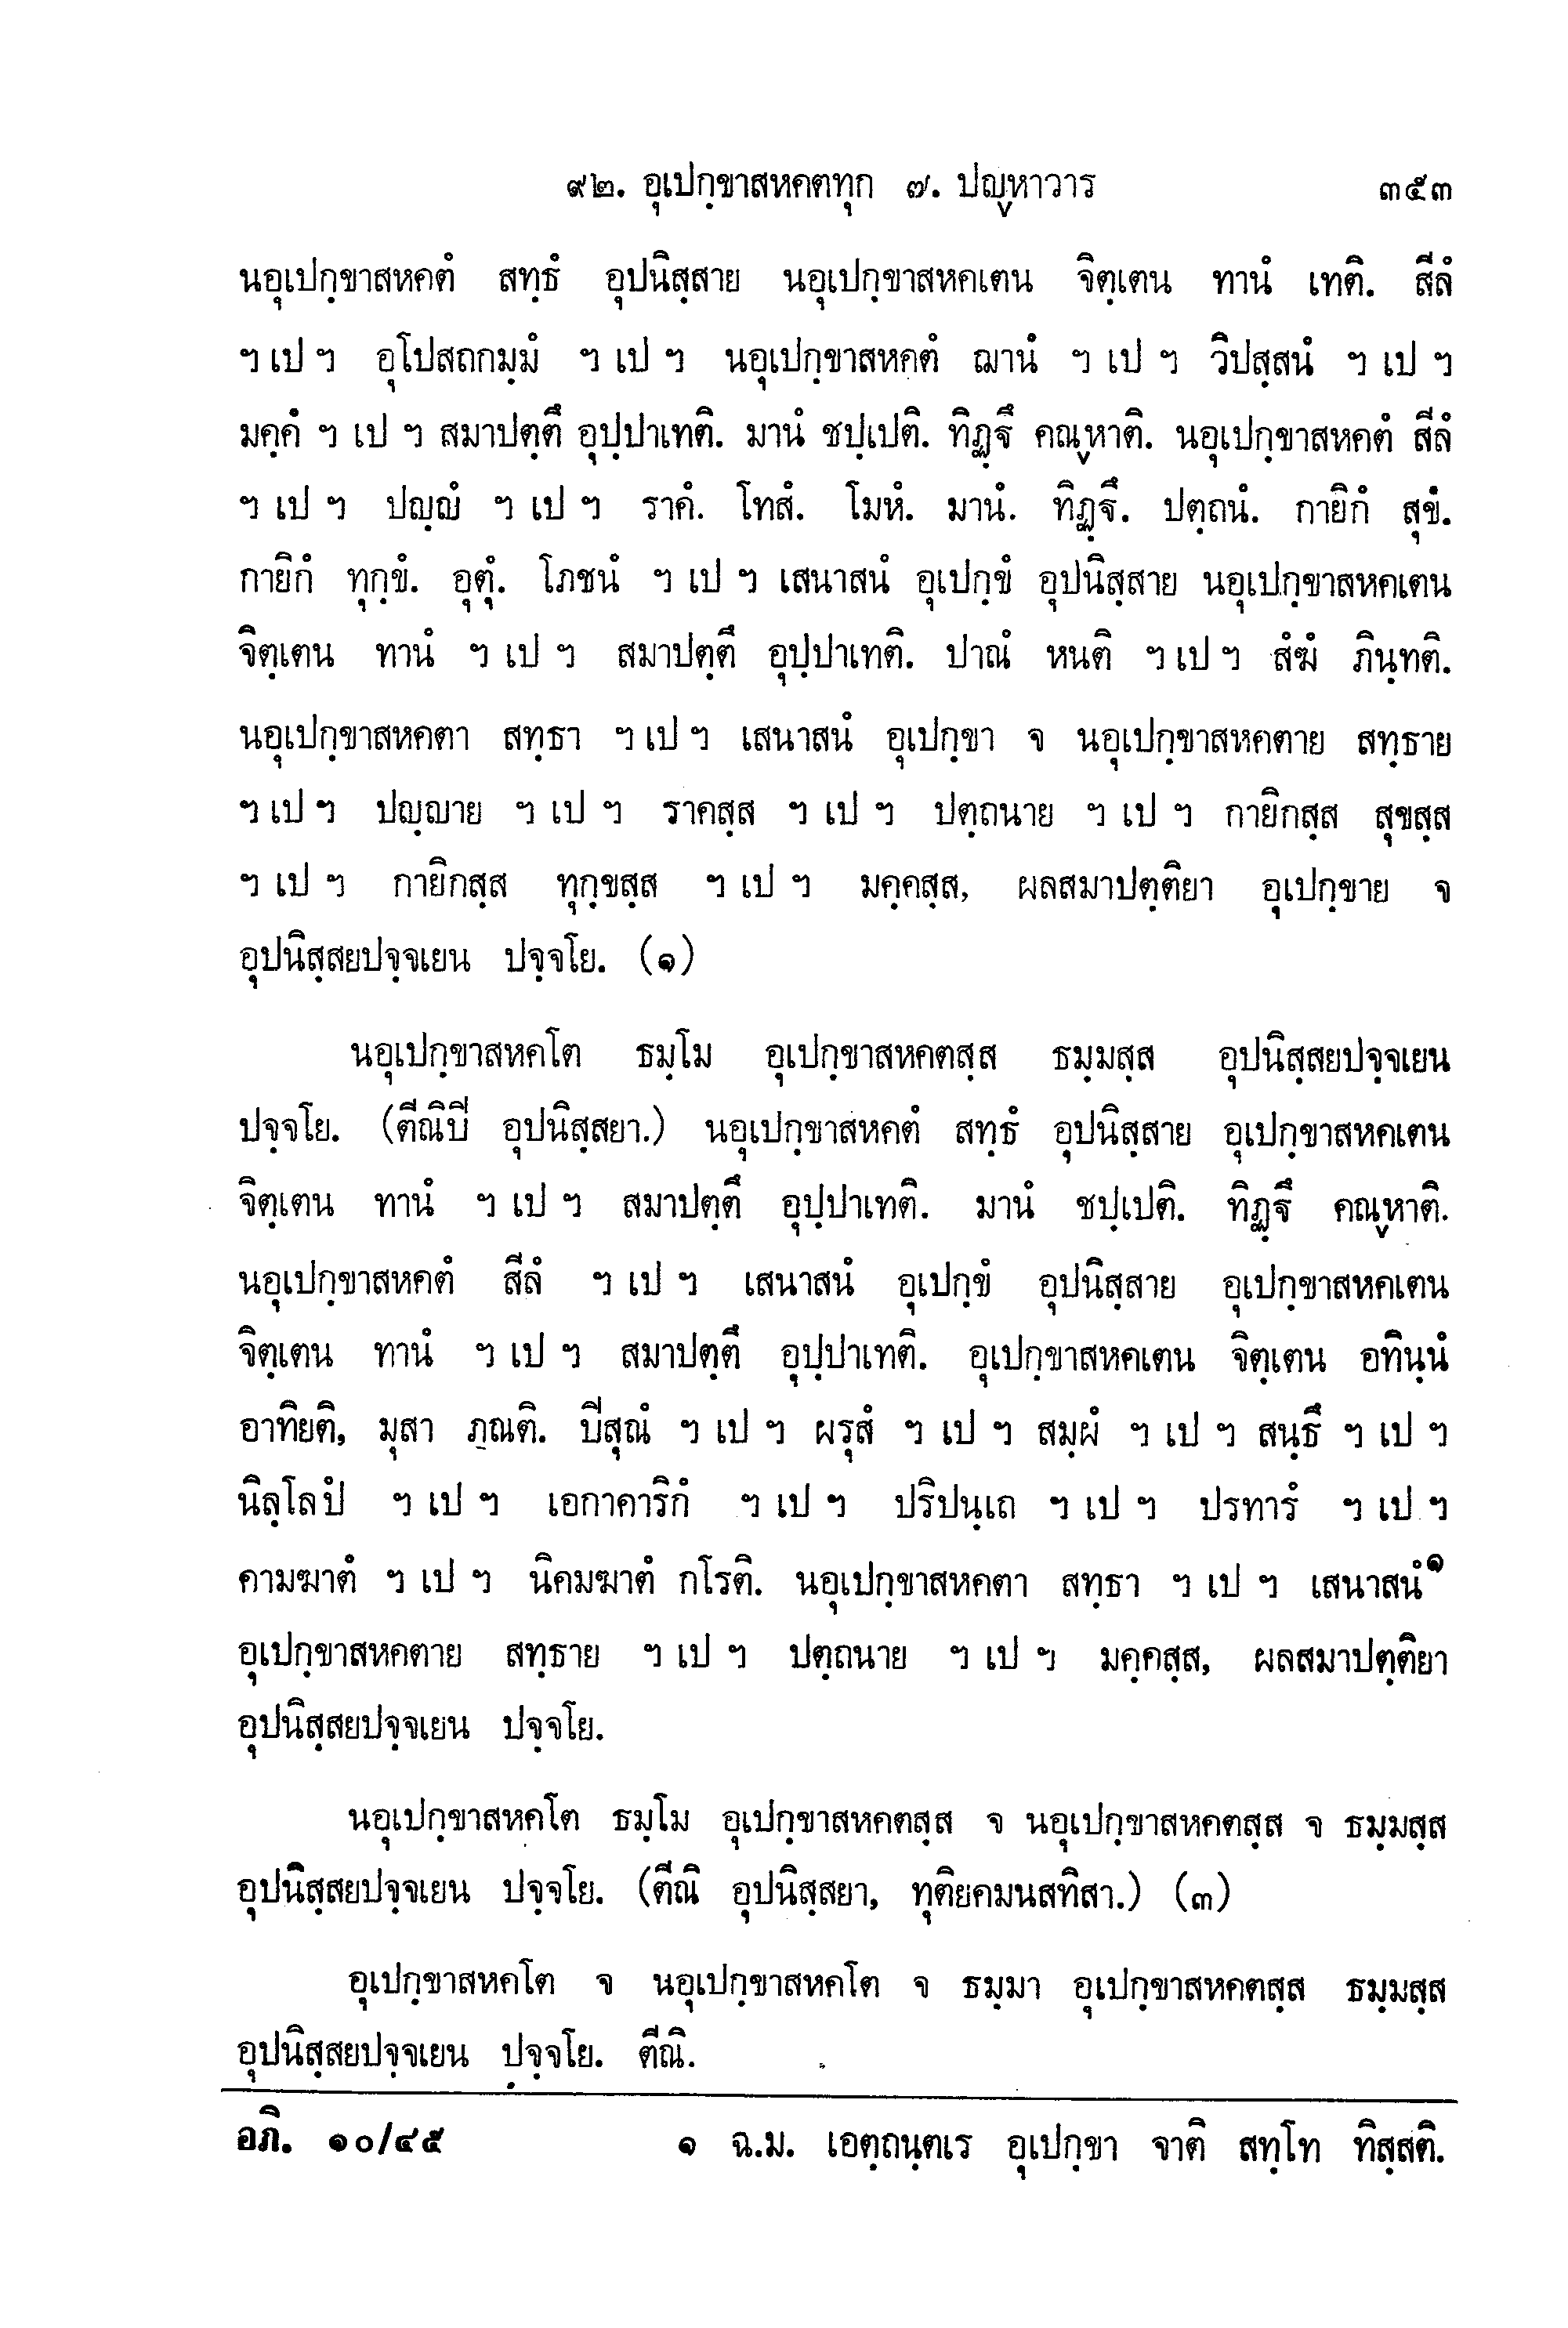 ๙๒. อุเปกฺขาสหคตทุก ๗. ปญฺหาวาร ๓๕๓
นอุเปกฺขาสหคตํ สทฺธํ อุปนิสฺสาย นอุเปกฺขาสหคเตน จิตฺเตน ทานํ เทติ. สีลํ
ฯ เป ฯ อุโปสถกมฺมํ ฯ เป ฯ นอุเปกฺขาสหคตํ ฌานํ ฯ เป ฯ วิปสฺสนํ ฯ เป ฯ
มคฺคํ ฯ เป ฯ สมาปตฺตึ อุปฺปาเทติ. มานํ ชปฺเปติ. ทิฏฺฐึ คณฺหาติ. นอุเปกฺขาสหคตํ สีลํ
ฯ เป ฯ ปญฺญํ ฯ เป ฯ ราคํ. โทสํ. โมหํ. มานํ. ทิฏฺฐึ. ปตฺถนํ. กายิกํ สุขํ.
กายิกํ ทุกฺขํ. อุตุํ. โภชนํ ฯ เป ฯ เสนาสนํ อุเปกฺขํ อุปนิสฺสาย นอุเปกฺขาสหคเตน
จิตฺเตน ทานํ ฯ เป ฯ สมาปตฺตึ อุปฺปาเทติ. ปาณํ หนติ ฯ เป ฯ สํฆํ ภินฺทติ.
นอุเปกฺขาสหคตา สทฺธา ฯ เป ฯ เสนาสนํ อุเปกฺขา จ นอุเปกฺขาสหคตาย สทฺธาย
ฯ เป ฯ ปญฺญาย ฯ เป ฯ ราคสฺส ฯ เป ฯ ปตฺถนาย ฯ เป ฯ กายิกสฺส สุขสฺส
ฯ เป ฯ กายิกสฺส ทุกฺขสฺส ฯ เป ฯ มคฺคสฺส, ผลสมาปตฺติยา อุเปกฺขาย จ
อุปนิสฺสยปจฺจเยน ปจฺจโย. (๑)
นอุเปกฺขาสหคโต ธมฺโม อุเปกฺขาสหคตสฺส ธมฺมสฺส อุปนิสฺสยปจฺจเยน
ปจฺจโย. (ตีณิปี อุปนิสฺสยา.) นอุเปกฺขาสหคตํ สทฺธํ อุปนิสฺสาย อุเปกฺขาสหคเตน
จิตฺเตน ทานํ ฯ เป ฯ สมาปตฺตึ อุปฺปาเทติ. มานํ ชปฺเปติ. ทิฏฺฐึ คณฺหาติ.
นอุเปกฺขาสหคตํ สีลํ ฯ เป ฯ เสนาสนํ อุเปกฺขํ อุปนิสฺสาย อุเปกฺขาสหคเตน
จิตฺเตน ทานํ ฯ เป ฯ สมาปตฺตึ อุปฺปาเทติ. อุเปกฺขาสหคเตน จิตฺเตน อทินฺนํ
อาทิยติ, มุสา ภณติ. ปีสุณํ ฯ เป ฯ ผรุสํ ฯ เป ฯ สมฺผํ ฯ เป ฯ สนฺธึ ฯ เป ฯ
นิลฺโลปํ ฯ เป ฯ เอกาคาริกํ ฯ เป ฯ ปริปนฺเถ ฯ เป ฯ ปรทารํ ฯ เป ฯ
คามฆาตํ ฯ เป ฯ นิคมฆาตํ กโรติ. นอุเปกฺขาสหคตา สทฺธา ฯ เป ฯ เสนาสนํ๑
อุเปกฺขาสหคตาย สทฺธาย ฯ เป ฯ ปตฺถนาย ฯ เป ฯ มคฺคสฺส, ผลสมาปตฺติยา
อุปนิสฺสยปจฺจเยน ปจฺจโย.
นอุเปกฺขาสหคโต ธมฺโม อุเปกฺขาสหคตสฺส จ นอุเปกฺขาสหคตสฺส จ ธมฺมสฺส
อุปนิสฺสยปจฺจเยน ปจฺจโย. (ตีณิ อุปนิสฺสยา, ทุติยคมนสทิสา.) (๓)
อุเปกฺขาสหคโต จ นอุเปกฺขาสหคโต จ ธมฺมา อุเปกฺขาสหคตสฺส ธมฺมสฺส
อุปนิสฺสยปจฺจเยน ปจฺจโย. ตีณิ.
อภิ. ๑๐/๔๕ ๑ ฉ.ม. เอตฺถนฺตเร อุเปกฺขา จาติ สทฺโท ทิสฺสติ.